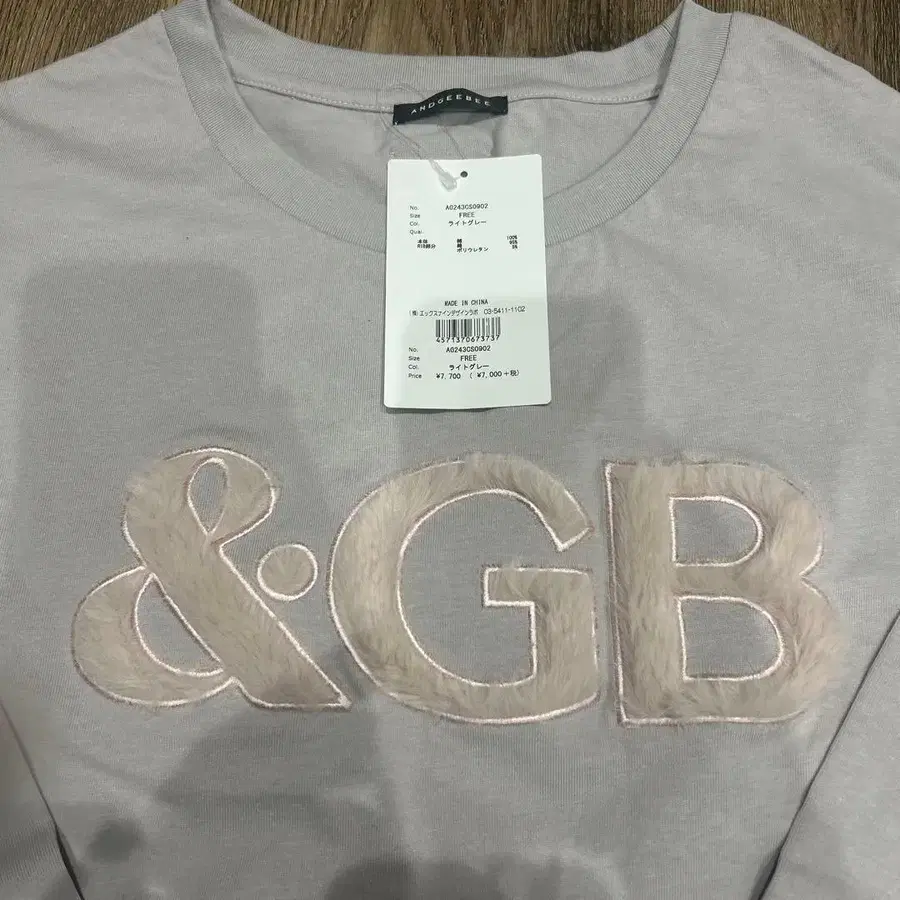 ANDGEEBEE
No. A0243CS0902
Size FREE
Col. ライトグレー
Qual.
本体 綿 100%
RIB部分 綿 95%
ポリウレタン 5%
MADE IN CHINA
(株)エックスナインデザインラボ 03-5411-1102
4571370673737
No. A0243CS0902
Size FREE
Col. ライトグレー
Price ¥7,700 ( ¥7,000+税)
&GB